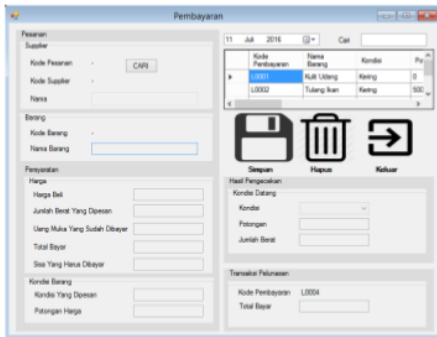 Pembayaran
Pesanan
Supplier
Kode Pesanan -
CARI
Kode Supplier -
Nama
Barang
Kode Barang -
Nama Barang
Persyaratan
Harga
Harga Beli
Jumlah Berat Yang Dipesan
Uang Muka Yang Sudah Dibayar
Total Bayar
Sisa Yang Harus Dibayar
Kondisi Barang
Kondisi Yang Dipesan
Potongan Harga
11 Juli 2016
Cari
Kode Pembayaran Nama Barang Kondisi Po
L0001 Kulit Udang Kering 0
L0002 Tulang Ikan Kering 500
Simpan Hapus Keluar
Hasil Pengecekan
Kondisi Datang
Kondisi
Potongan
Jumlah Berat
Transaksi Pelunasan
Kode Pembayaran L0004
Total Bayar